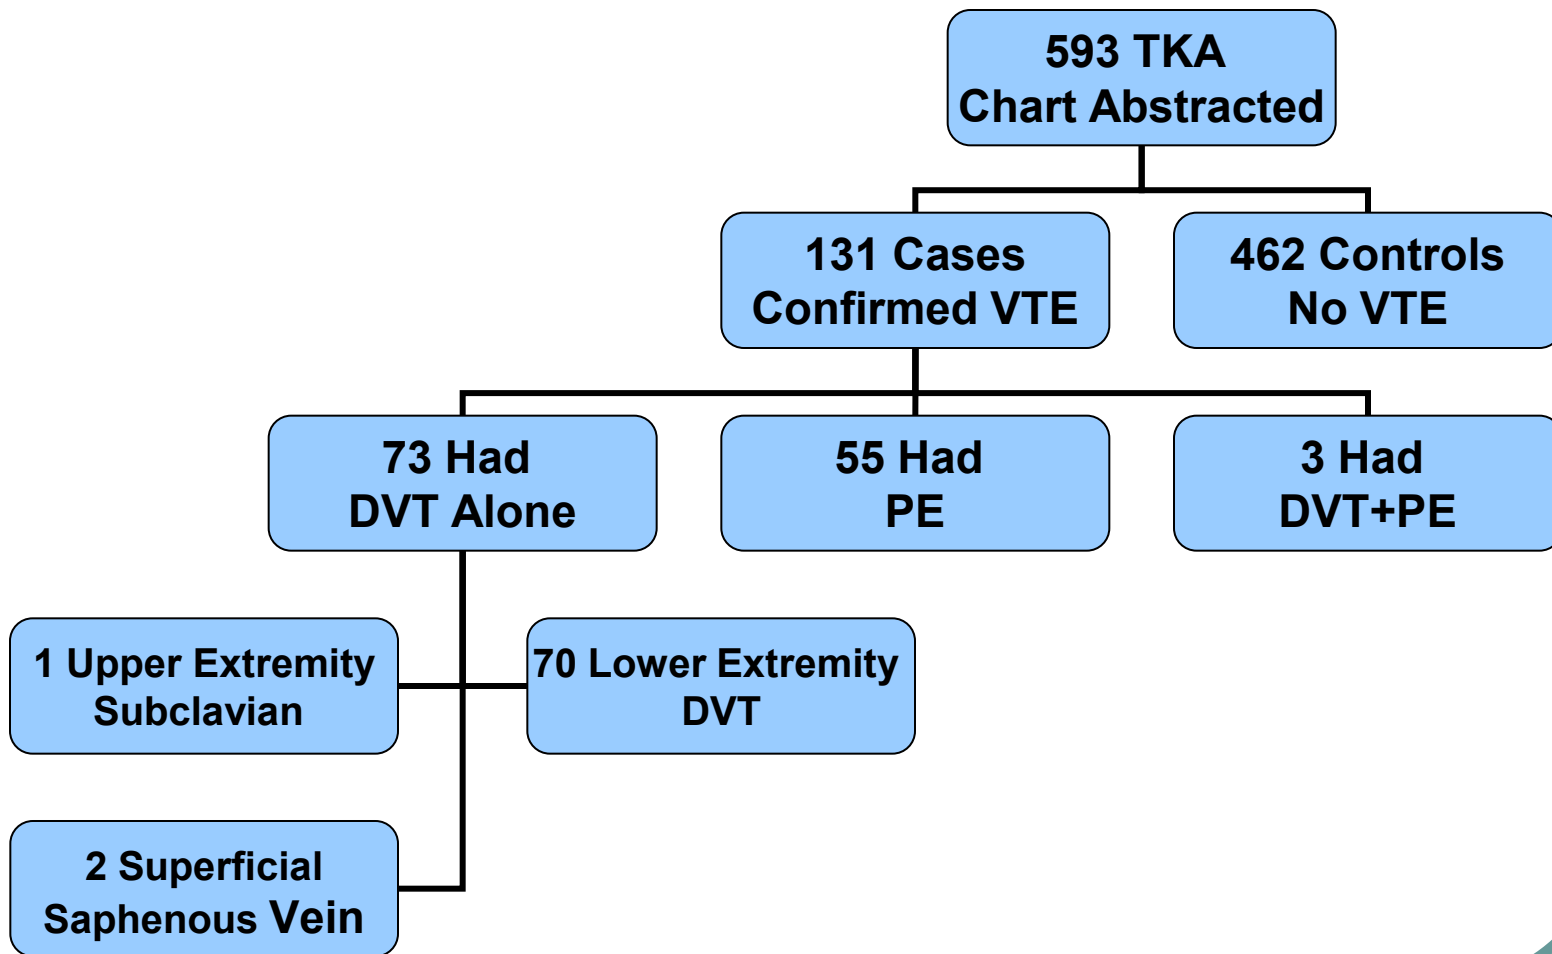 593 TKA
Chart Abstracted
131 Cases
Confirmed VTE
462 Controls
No VTE
73 Had
DVT Alone
55 Had
PE
3 Had
DVT+PE
1 Upper Extremity
Subclavian
70 Lower Extremity
DVT
2 Superficial
Saphenous Vein